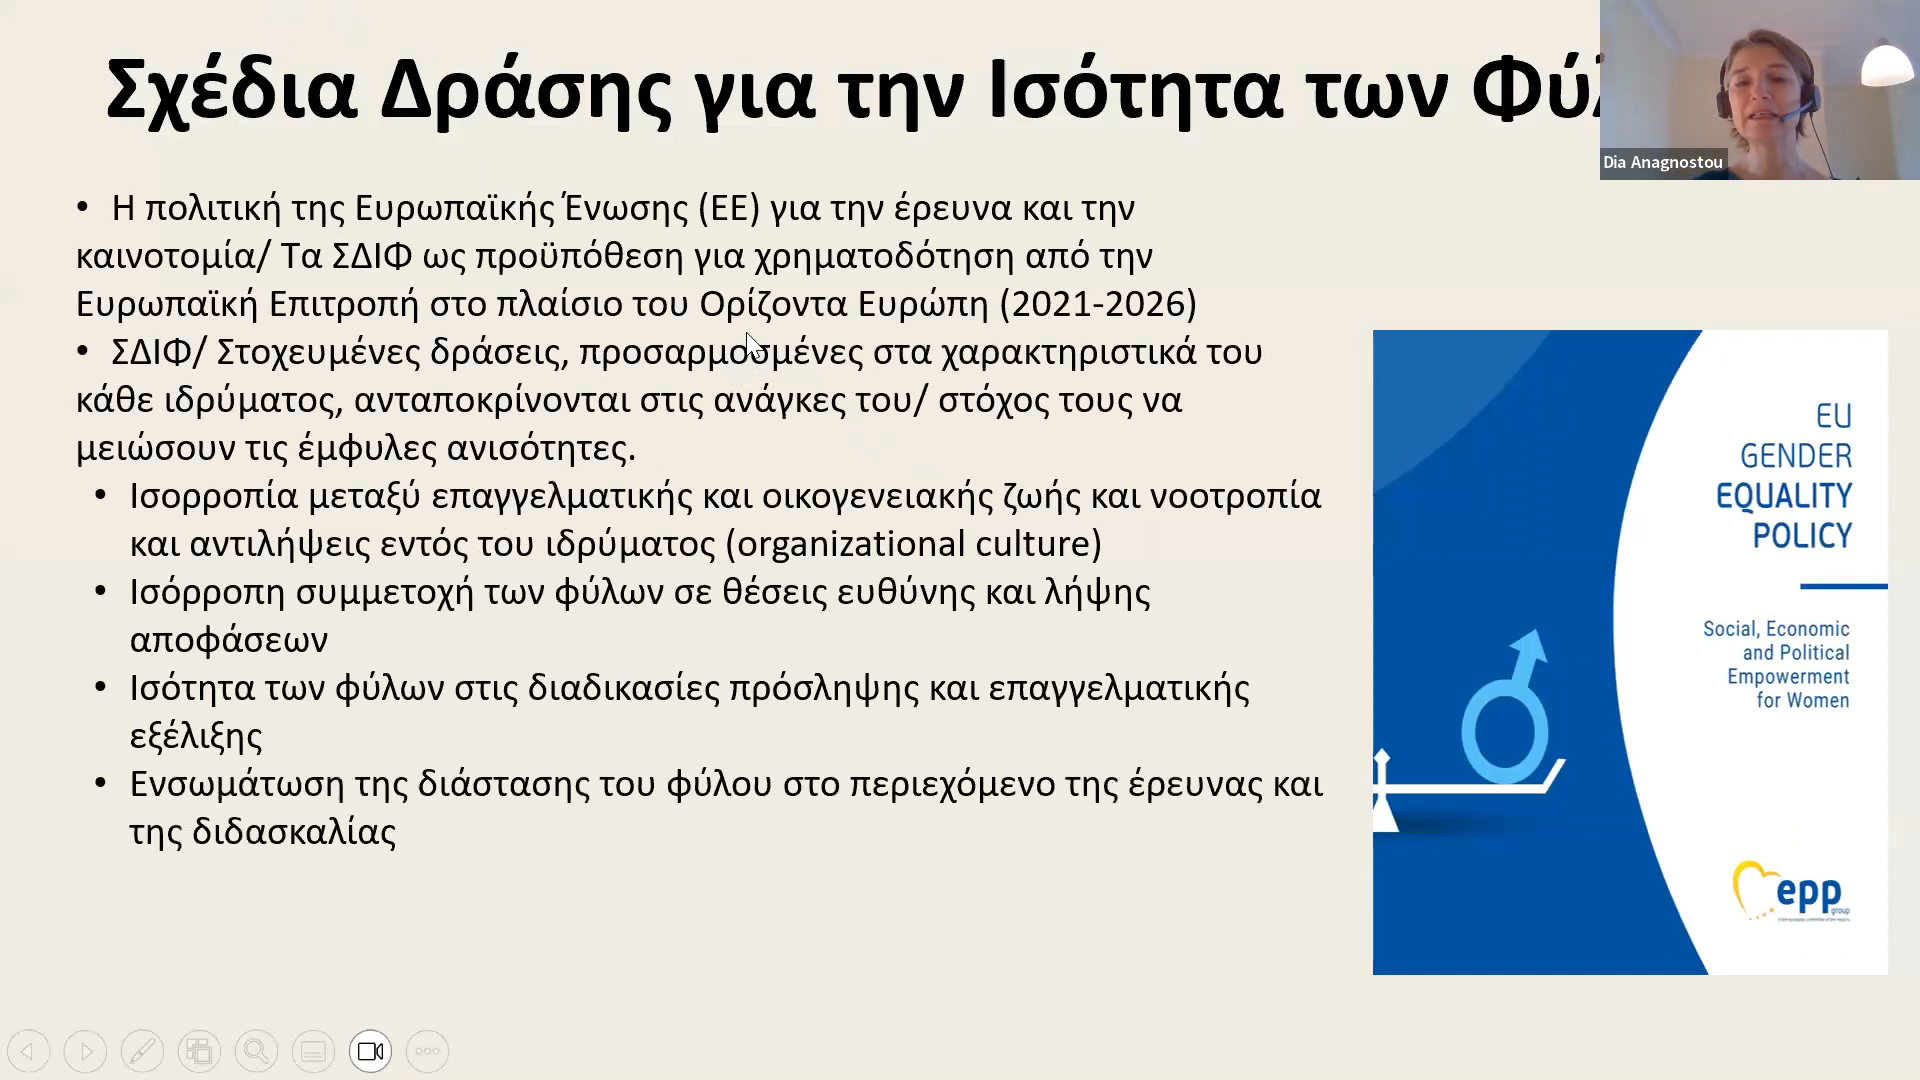 Σχέδια Δράσης για την Ισότητα των
Dia Anagnostou
• Η πολιτική της Ευρωπαϊκής Ένωσης (ΕΕ) για την έρευνα και την
καινοτομία/ Τα ΣΔΙΦ ως προϋπόθεση για χρηματοδότηση από την
Ευρωπαϊκή Επιτροπή στο πλαίσιο του Ορίζοντα Ευρώπη (2021-2026)
• ΣΔΙΦ/ Στοχευμένες δράσεις, προσαρμοσμένες στα χαρακτηριστικά του
κάθε ιδρύματος, ανταποκρίνονται στις ανάγκες του/ στόχος τους να
μειώσουν τις έμφυλες ανισότητες.
• Ισορροπία μεταξύ επαγγελματικής και οικογενειακής ζωής και νοοτροπία
και αντιλήψεις εντός του ιδρύματος (organizational culture)
• Ισόρροπη συμμετοχή των φύλων σε θέσεις ευθύνης και λήψης
αποφάσεων
• Ισότητα των φύλων στις διαδικασίες πρόσληψης και επαγγελματικής
εξέλιξης
• Ενσωμάτωση της διάστασης του φύλου στο περιεχόμενο της έρευνας και
της διδασκαλίας
EU
GENDER
EQUALITY
POLICY
Social, Economic
and Political
Empowerment
for Women
epp
group